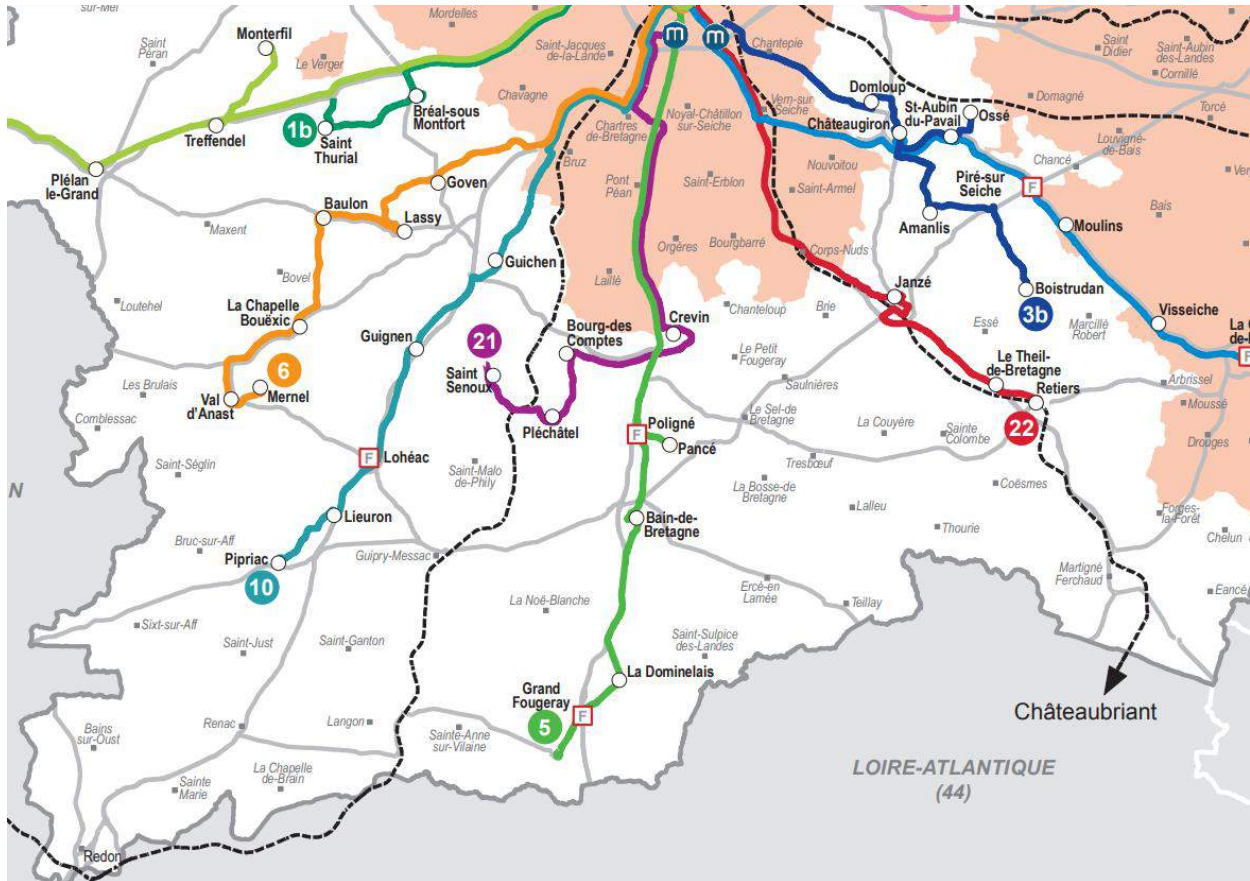 sur-Mel
Mordelles
Monterfil
Saint
Péran
Le Verger
Saint-Jacques
de-la-Lande
m
m
Chantepie
Saint
Didier
Saint-Aubin
des-Landes
Cornillé
Chavagne
Domloup
Domagné
Torcé
Bréal-sous
Montfort
1b
Saint
Thurial
Treffendel
Chartres
de-Bretagne
Noyal-Châtillon
sur-Seiche
Vern-sur
Seiche
Châteaugiron
St-Aubin
du-Pavail
Ossé
Louvigné-
de-Bais
Plélan
le-Grand
Bruz
Nouvoitou
Chancé
Goven
Pont
Péan
Saint-Erblon
Saint-Armel
Piré-sur
Seiche
F
Bais
Baulon
Lassy
Maxent
Amanlis
Moulins
Orgères
Bourgbarré
Corps-Nuds
Guichen
Bovel
Laillé
Janzé
Boistrudan
3b
Loutehel
La Chapelle
Bouëxic
Chanteloup
Brie
Essé
Marcillé
Robert
Visseiche
Crevin
Guignen
21
Bourg-des
Comptes
Le Petit
Fougeray
Saulnières
F
Les Brulais
6
Mernel
Saint
Senoux
Le Theil-
de-Bretagne
Retiers
Arbrissel
Val
d'Anast
Comblessac
Pléchâtel
Poligné
F
Pancé
Le Sel-de
Bretagne
La Couyère
Sainte
Colombe
22
Moussé
Drouges
F
Lohéac
Saint-Séglin
Saint-Malo
de-Phily
Tresbœuf
La Bosse-de
Bretagne
Coësmes
N
Lieuron
Bain-de-
Bretagne
Lalleu
Thourie
Forges-
la-Forêt
Chelun
Bruc-sur-Aff
Pipriac
10
Guipry-Messac
Martigné
Ferchaud
Eancé
La Noë-Blanche
Ercé-en
Lamée
Teillay
Sixt-sur-Aff
Saint-Just
Saint-Ganton
Saint-Sulpice
des-Landes
La Dominelais
Grand
Fougeray
5
F
Châteaubriant
Bains
sur-Oust
Renac
Langon
Sainte-Anne
sur-Vilaine
Sainte
Marie
La Chapelle
de-Brain
LOIRE-ATLANTIQUE
(44)
Redon